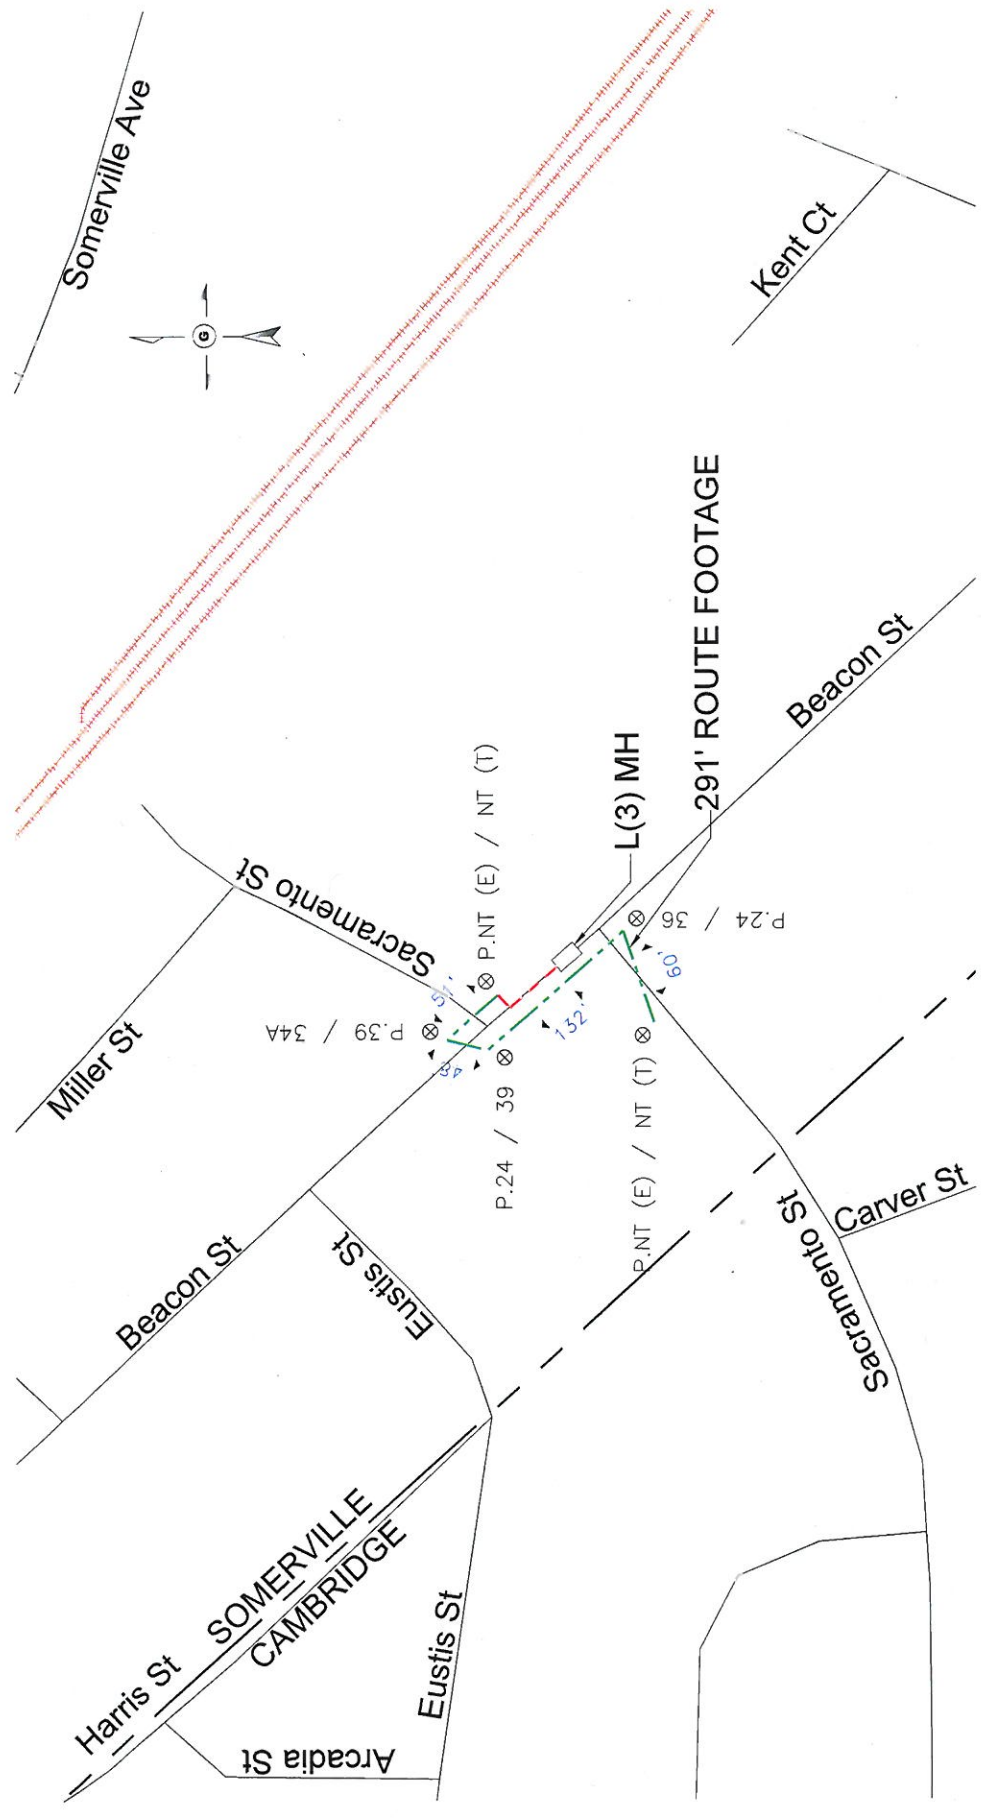 Somerville Ave
G
Kent Ct
Beacon St
291' ROUTE FOOTAGE
L(3) MH
P.NT (E) / NT (T)
Sacramento St
Miller St
51'
P.39 / 34A
48'
P.24 / 39
132'
60'
P.24 / 36
P.NT (E) / NT (T)
Beacon St
Eustis St
Sacramento St
Carver St
SOMERVILLE
CAMBRIDGE
Harris St
Arcadia St
Eustis St